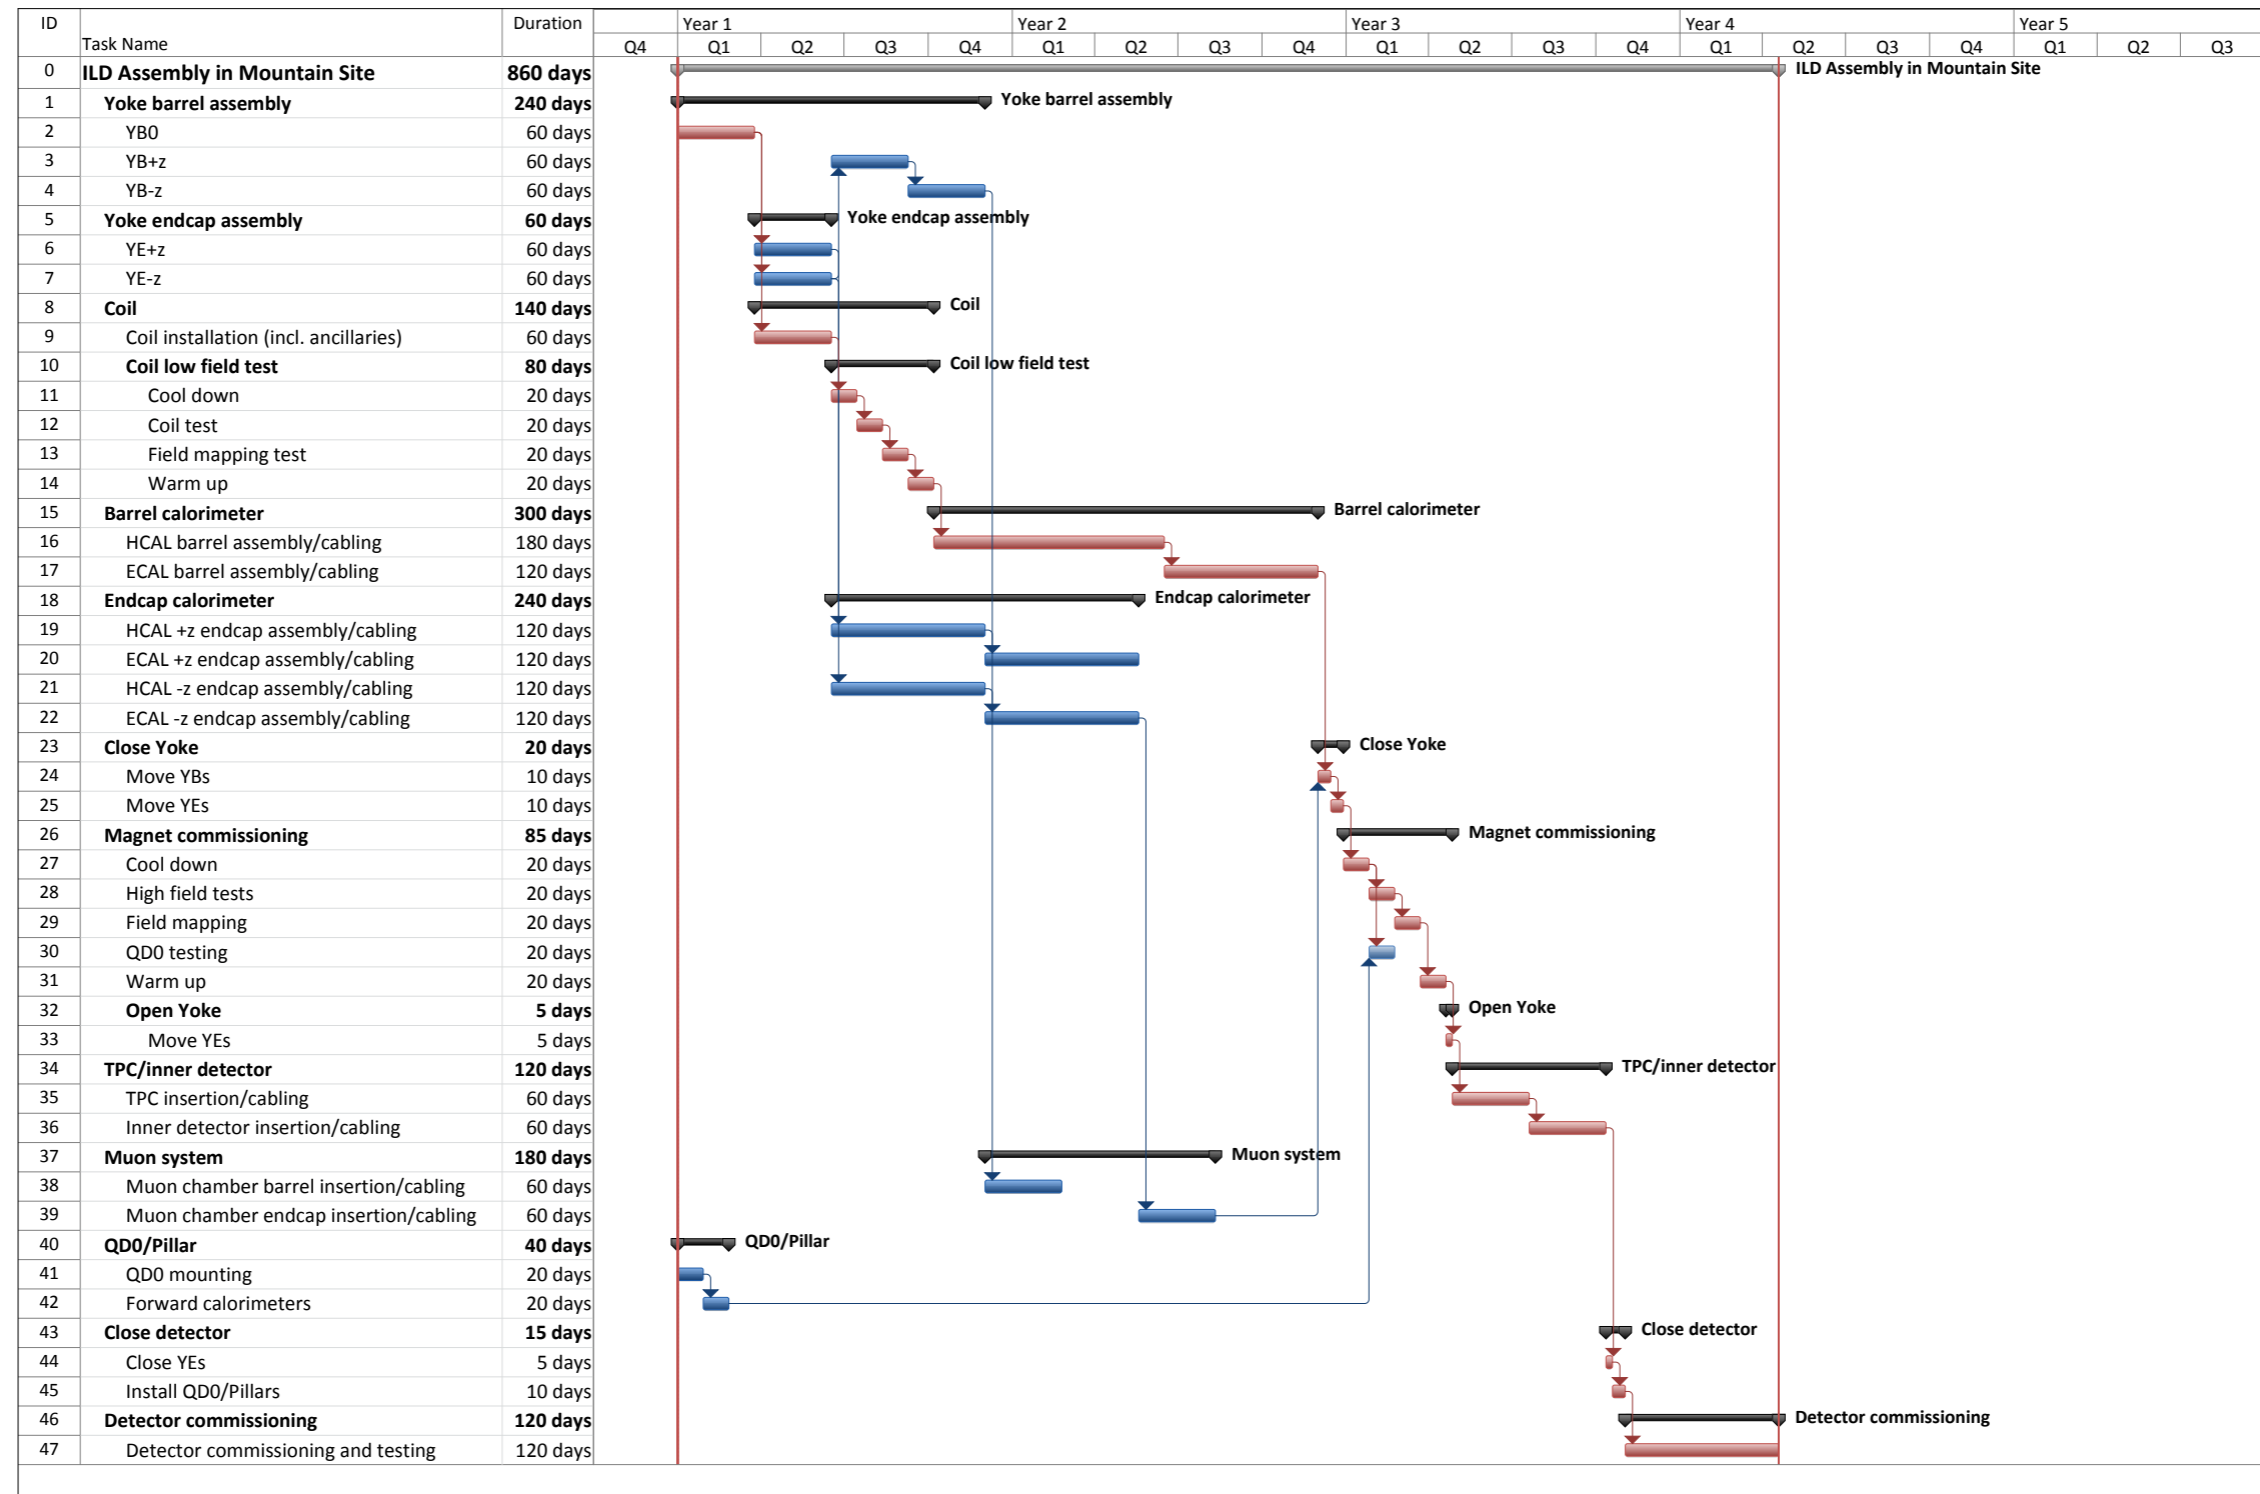 ID Task Name Duration Year 1 Year 2 Year 3 Year 4 Year 5
Q4 Q1 Q2 Q3 Q4 Q1 Q2 Q3 Q4 Q1 Q2 Q3 Q4 Q1 Q2 Q3 Q4 Q1 Q2 Q3
0 ILD Assembly in Mountain Site 860 days ILD Assembly in Mountain Site
1 Yoke barrel assembly 240 days Yoke barrel assembly
2 YB0 60 days
3 YB+z 60 days
4 YB-z 60 days
5 Yoke endcap assembly 60 days Yoke endcap assembly
6 YE+z 60 days
7 YE-z 60 days
8 Coil 140 days Coil
9 Coil installation (incl. ancillaries) 60 days
10 Coil low field test 80 days Coil low field test
11 Cool down 20 days
12 Coil test 20 days
13 Field mapping test 20 days
14 Warm up 20 days
15 Barrel calorimeter 300 days Barrel calorimeter
16 HCAL barrel assembly/cabling 180 days
17 ECAL barrel assembly/cabling 120 days
18 Endcap calorimeter 240 days Endcap calorimeter
19 HCAL +z endcap assembly/cabling 120 days
20 ECAL +z endcap assembly/cabling 120 days
21 HCAL -z endcap assembly/cabling 120 days
22 ECAL -z endcap assembly/cabling 120 days
23 Close Yoke 20 days Close Yoke
24 Move YBs 10 days
25 Move YEs 10 days
26 Magnet commissioning 85 days Magnet commissioning
27 Cool down 20 days
28 High field tests 20 days
29 Field mapping 20 days
30 QD0 testing 20 days
31 Warm up 20 days
32 Open Yoke 5 days Open Yoke
33 Move YEs 5 days
34 TPC/inner detector 120 days TPC/inner detector
35 TPC insertion/cabling 60 days
36 Inner detector insertion/cabling 60 days
37 Muon system 180 days Muon system
38 Muon chamber barrel insertion/cabling 60 days
39 Muon chamber endcap insertion/cabling 60 days
40 QD0/Pillar 40 days QD0/Pillar
41 QD0 mounting 20 days
42 Forward calorimeters 20 days
43 Close detector 15 days Close detector
44 Close YEs 5 days
45 Install QD0/Pillars 10 days
46 Detector commissioning 120 days Detector commissioning
47 Detector commissioning and testing 120 days